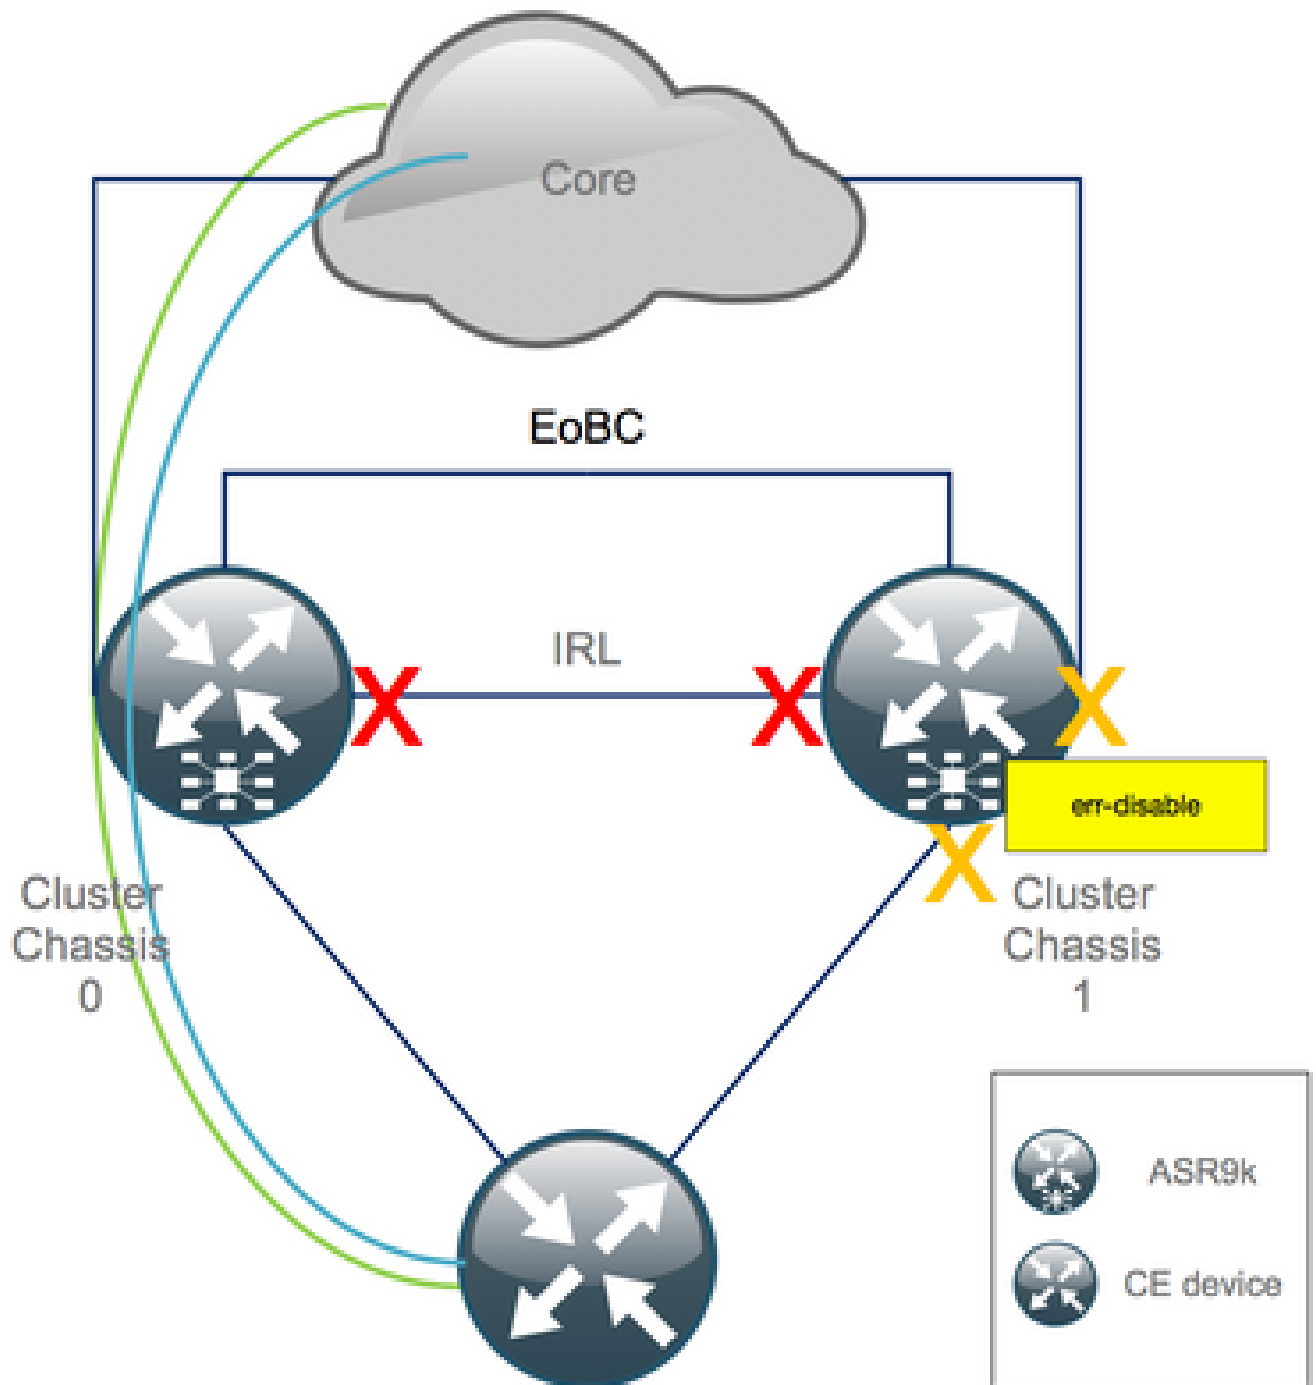 Core
EoBC
IRL
X
X
X
err-disable
X
Cluster
Chassis
0
Cluster
Chassis
1
ASR9k
CE device